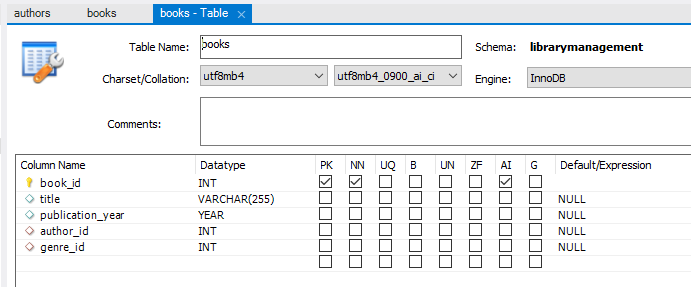 authors books books - Table
Table Name: books Schema: librarymanagement
Charset/Collation: utf8mb4 utf8mb4_0900_ai_ci Engine: InnoDB
Comments:
Column Name Datatype PK NN UQ B UN ZF AI G Default/Expression
book_id INT
title VARCHAR(255) NULL
publication_year YEAR NULL
author_id INT NULL
genre_id INT NULL